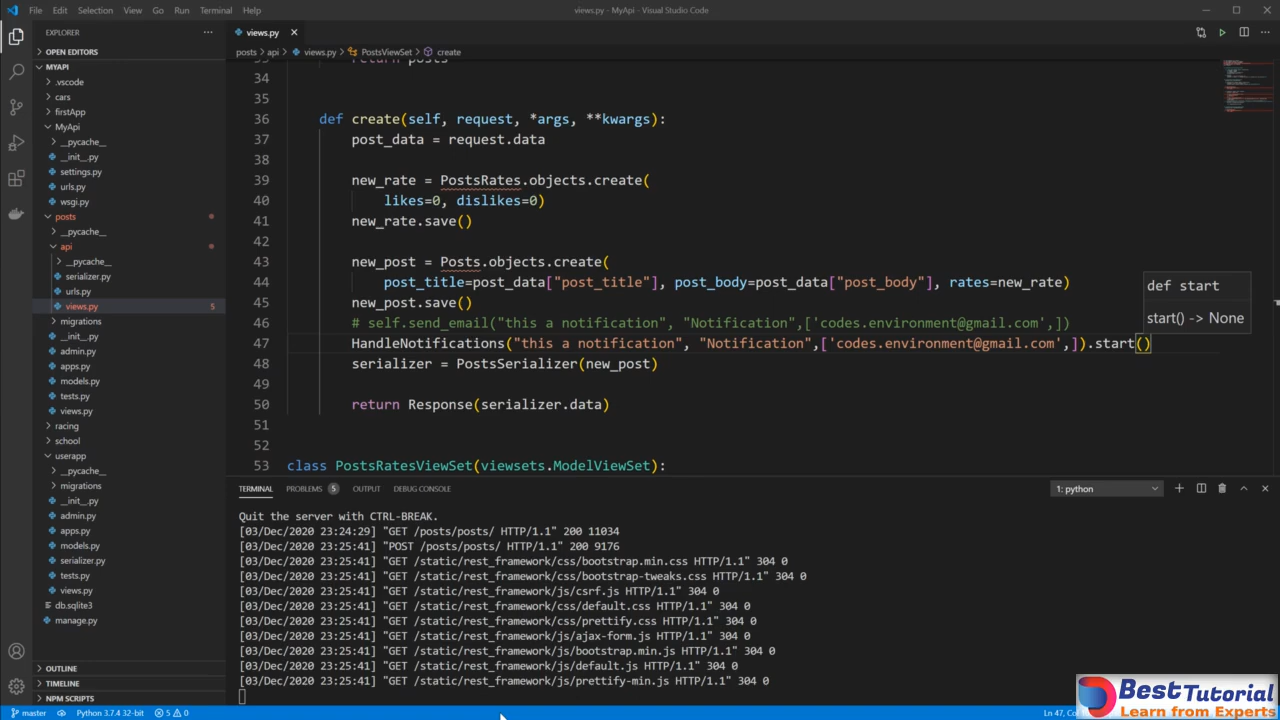 File Edit Selection View Go Run Terminal Help
views.py - MyApi - Visual Studio Code
EXPLORER
OPEN EDITORS
MYAPI
.vscode
cars
firstApp
MyApi
__pycache__
__init__.py
settings.py
urls.py
wsgi.py
posts
__pycache__
api
__pycache__
serializer.py
urls.py
views.py 5
migrations
__init__.py
admin.py
apps.py
models.py
tests.py
views.py
racing
school
userapp
__pycache__
migrations
__init__.py
admin.py
apps.py
models.py
serializer.py
tests.py
views.py
db.sqlite3
manage.py
OUTLINE
TIMELINE
NPM SCRIPTS
views.py
posts > api > views.py > PostsViewSet > create
return posts
34
35
36 def create(self, request, *args, **kwargs):
37 post_data = request.data
38
39 new_rate = PostsRates.objects.create(
40 likes=0, dislikes=0)
41 new_rate.save()
42
43 new_post = Posts.objects.create(
44 post_title=post_data["post_title"], post_body=post_data["post_body"], rates=new_rate)
45 new_post.save()
46 # self.send_email("this a notification", "Notification",['codes.environment@gmail.com',])
47 HandleNotifications("this a notification", "Notification",['codes.environment@gmail.com',]).start()
48 serializer = PostsSerializer(new_post)
49
50 return Response(serializer.data)
51
52
53 class PostsRatesViewSet(viewsets.ModelViewSet):
def start
start() -> None
TERMINAL PROBLEMS 5 OUTPUT DEBUG CONSOLE
1: python
Quit the server with CTRL-BREAK.
[03/Dec/2020 23:24:29] "GET /posts/posts/ HTTP/1.1" 200 11034
[03/Dec/2020 23:25:41] "POST /posts/posts/ HTTP/1.1" 200 9176
[03/Dec/2020 23:25:41] "GET /static/rest_framework/css/bootstrap.min.css HTTP/1.1" 304 0
[03/Dec/2020 23:25:41] "GET /static/rest_framework/css/bootstrap-tweaks.css HTTP/1.1" 304 0
[03/Dec/2020 23:25:41] "GET /static/rest_framework/js/csrf.js HTTP/1.1" 304 0
[03/Dec/2020 23:25:41] "GET /static/rest_framework/css/default.css HTTP/1.1" 304 0
[03/Dec/2020 23:25:41] "GET /static/rest_framework/css/prettify.css HTTP/1.1" 304 0
[03/Dec/2020 23:25:41] "GET /static/rest_framework/js/ajax-form.js HTTP/1.1" 304 0
[03/Dec/2020 23:25:41] "GET /static/rest_framework/js/bootstrap.min.js HTTP/1.1" 304 0
[03/Dec/2020 23:25:41] "GET /static/rest_framework/js/default.js HTTP/1.1" 304 0
[03/Dec/2020 23:25:41] "GET /static/rest_framework/js/prettify-min.js HTTP/1.1" 304 0
master Python 3.7.4 32-bit 5 0
Ln 47,
BestTutorial
Learn from Experts